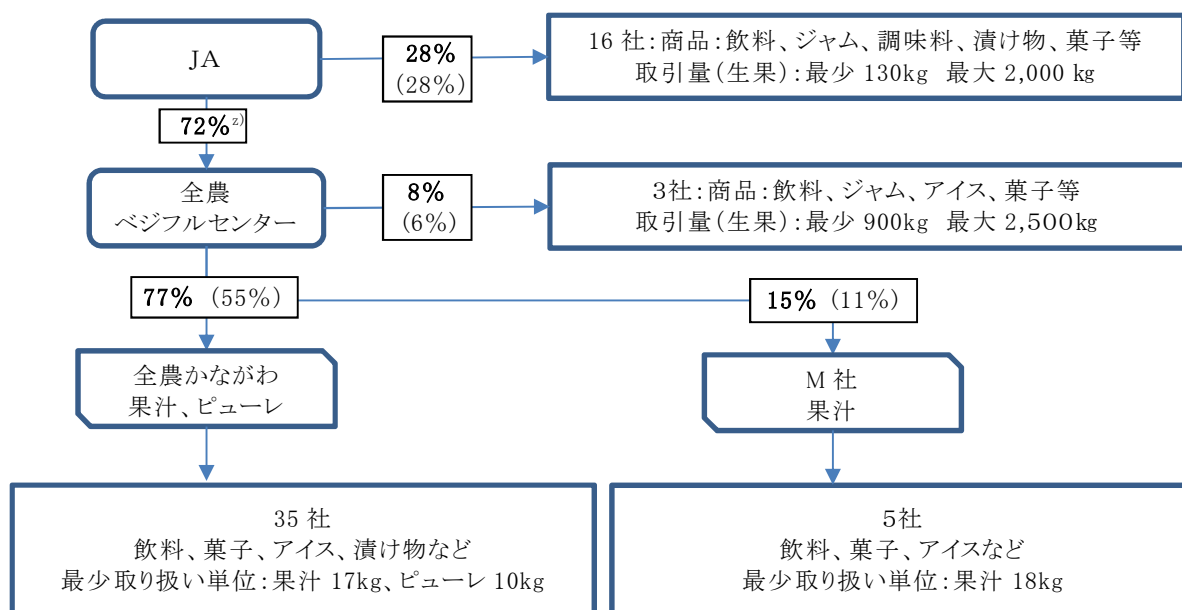 JA
28%
(28%)
16 社:商品:飲料、ジャム、調味料、漬け物、菓子等
取引量(生果):最少 130kg 最大 2,000 kg
72%z)
全農
ベジフルセンター
8%
(6%)
3社:商品:飲料、ジャム、アイス、菓子等
取引量(生果):最少 900kg 最大 2,500kg
77% (55%)
15% (11%)
全農かながわ
果汁、ピューレ
M 社
果汁
35 社
飲料、菓子、アイス、漬け物など
最少取り扱い単位:果汁 17kg、ピューレ 10kg
5社
飲料、菓子、アイスなど
最少取り扱い単位:果汁 18kg